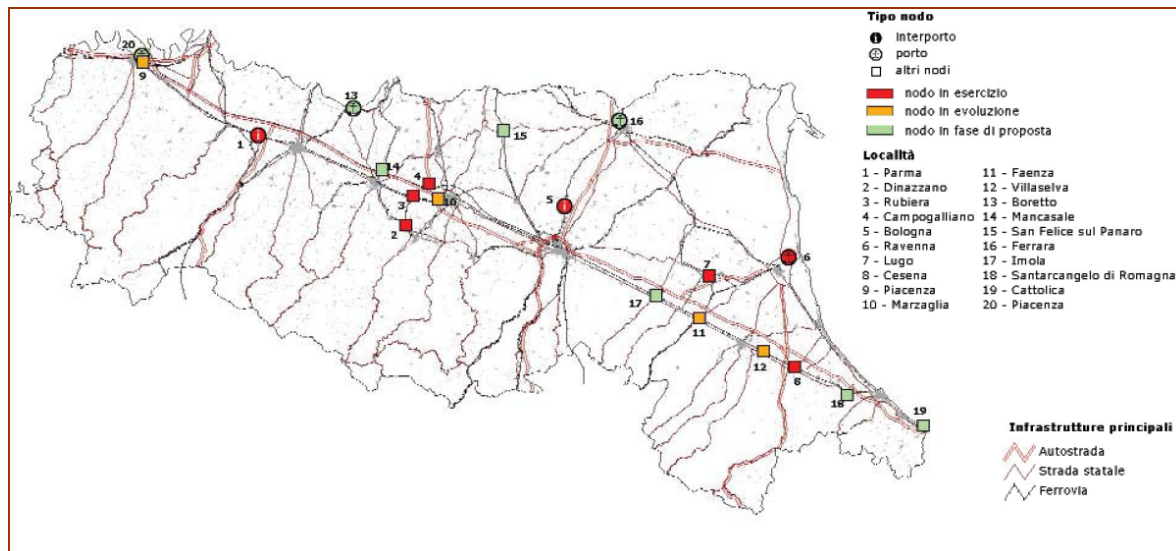 Tipo nodo
interporto
porto
altri nodi
nodo in esercizio
nodo in evoluzione
nodo in fase di proposta
Localltà
1 - Parma
2 - Dinazzano
3 - Rubiera
4 - Campogalliano
5 - Bologna
6 - Ravenna
7 - Lugo
8 - Cesena
9 - Piacenza
10 - Marzaglia
11 - Faenza
12 - Villaselva
13 - Boretto
14 - Mancasale
15 - San Felice sul Panaro
16 - Ferrara
17 - Imola
18 - Santarcangelo di Romagna
19 - Cattolica
20 - Piacenza
Infrastrutture principali
Autostrada
Strada statale
Ferrovia
20
9
13
16
1
15
14
4
3
10
5
2
7
6
17
11
12
8
18
19